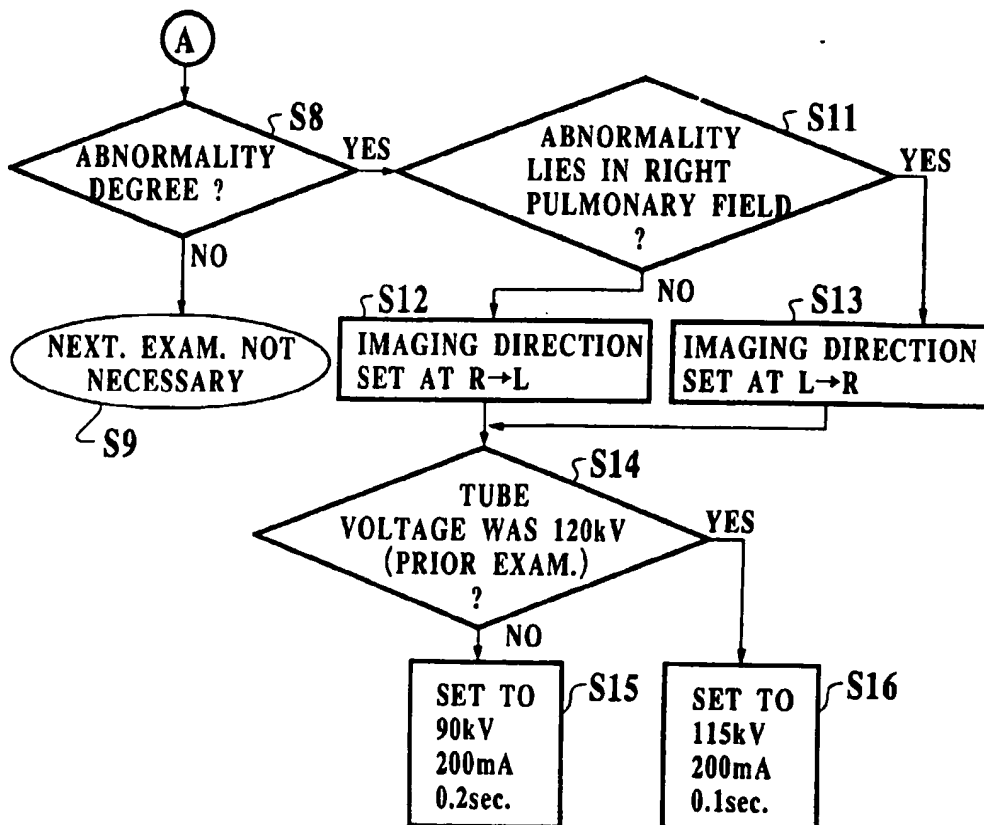 A
S8
ABNORMALITY
DEGREE ?
YES
NO
S11
ABNORMALITY
LIES IN RIGHT
PULMONARY FIELD
?
YES
NO
NEXT. EXAM. NOT
NECESSARY
S9
S12
IMAGING DIRECTION
SET AT R→L
S13
IMAGING DIRECTION
SET AT L→R
S14
TUBE
VOLTAGE WAS 120kV
(PRIOR EXAM.)
?
YES
NO
S15
SET TO
90kV
200mA
0.2sec.
S16
SET TO
115kV
200mA
0.1sec.